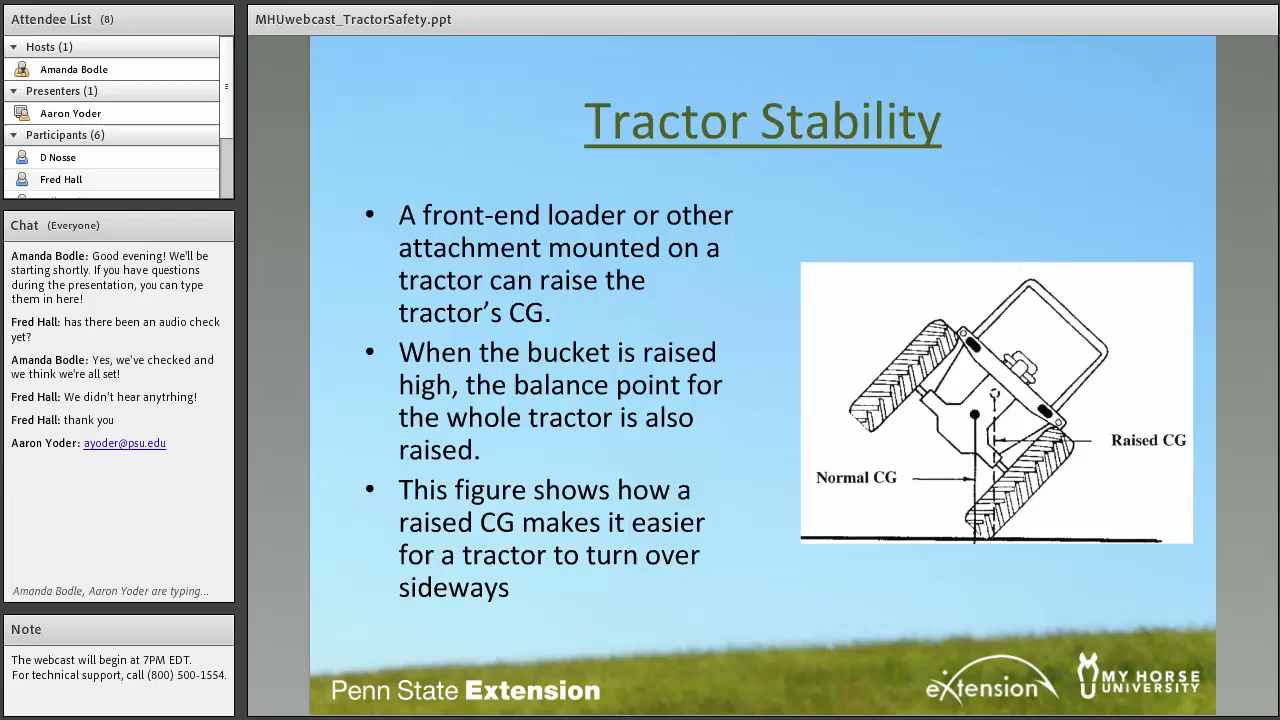 Attendee List (8)
Hosts (1)
Amanda Bodle
Presenters (1)
Aaron Yoder
Participants (6)
D Nosse
Fred Hall
Chat (Everyone)
Amanda Bodle: Good evening! We'll be
starting shortly. If you have questions
during the presentation, you can type
them in here!
Fred Hall: has there been an audio check
yet?
Amanda Bodle: Yes, we've checked and
we think we're all set!
Fred Hall: We didn't hear anytrhing!
Fred Hall: thank you
Aaron Yoder: ayoder@psu.edu
Amanda Bodle, Aaron Yoder are typing...
Note
The webcast will begin at 7PM EDT.
For technical support, call (800) 500-1554.
MHUwebcast_TractorSafety.ppt
Tractor Stability
• A front-end loader or other
attachment mounted on a
tractor can raise the
tractor's CG.
• When the bucket is raised
high, the balance point for
the whole tractor is also
raised.
• This figure shows how a
raised CG makes it easier
for a tractor to turn over
sideways
Raised CG
Normal CG
Penn State Extension
eXtension
MY HORSE
UNIVERSITY